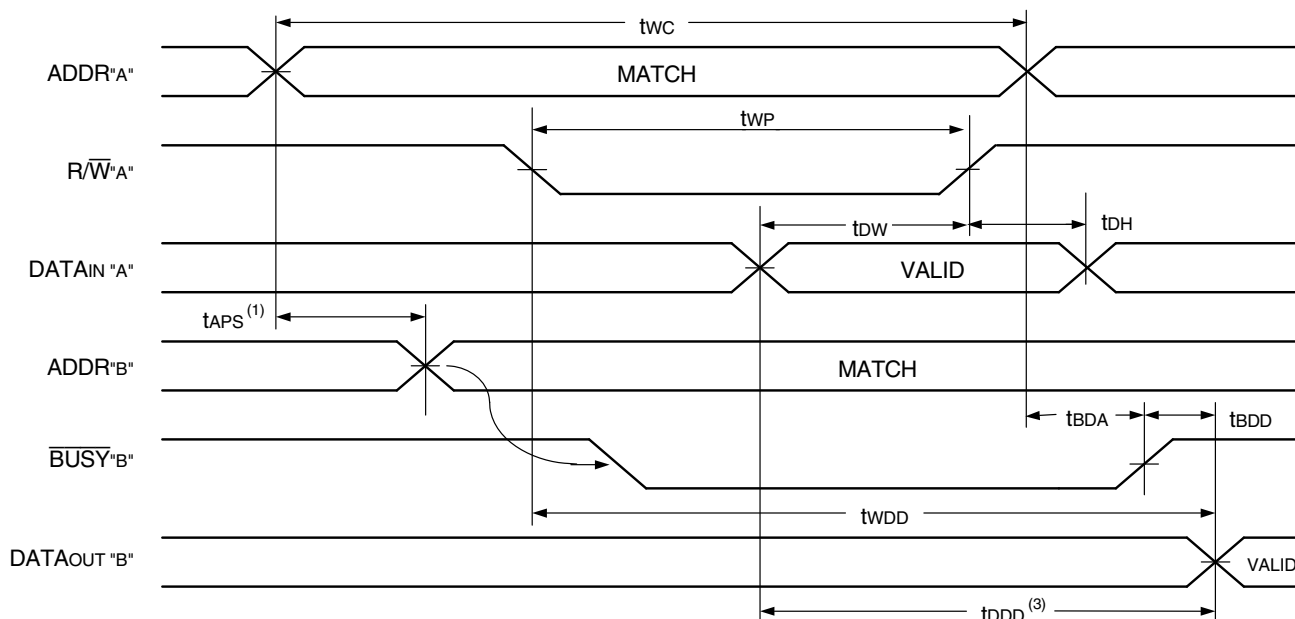 tWC
ADDR"A"
MATCH
tWP
R/W̅"A"
tDW
tDH
DATAIN "A"
VALID
tAPS (1)
ADDR"B"
MATCH
tBDA
tBDD
B̅U̅S̅Y̅"B"
tWDD
DATAOUT "B"
VALID
tDDD (3)